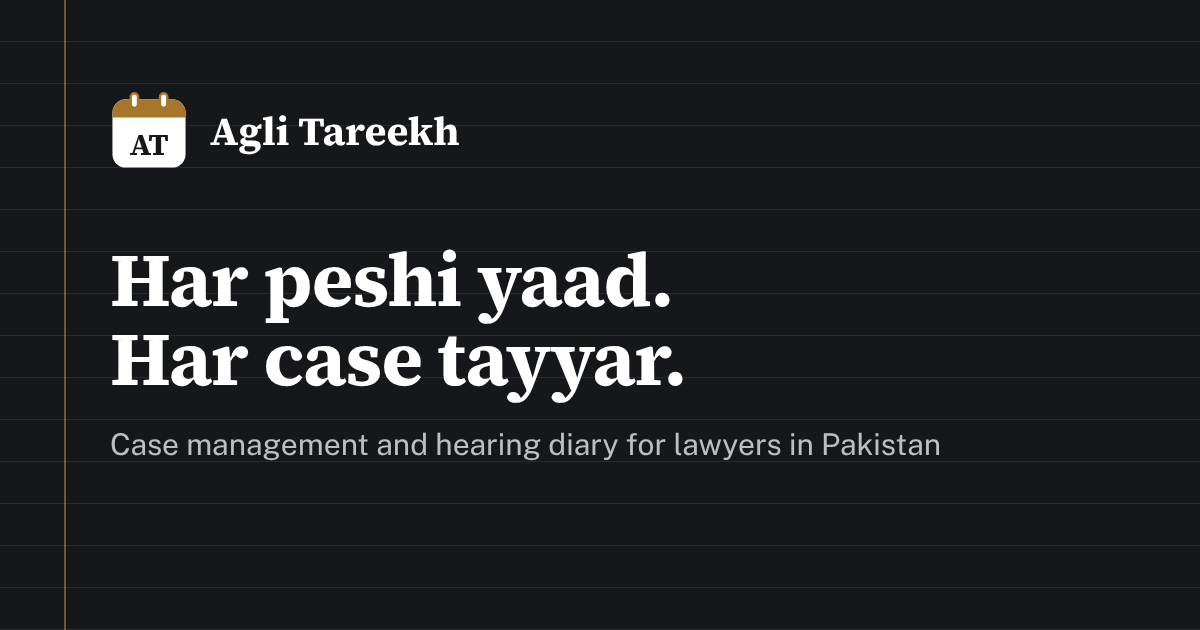 AT
Agli Tareekh
Har peshi yaad.
Har case tayyar.
Case management and hearing diary for lawyers in Pakistan